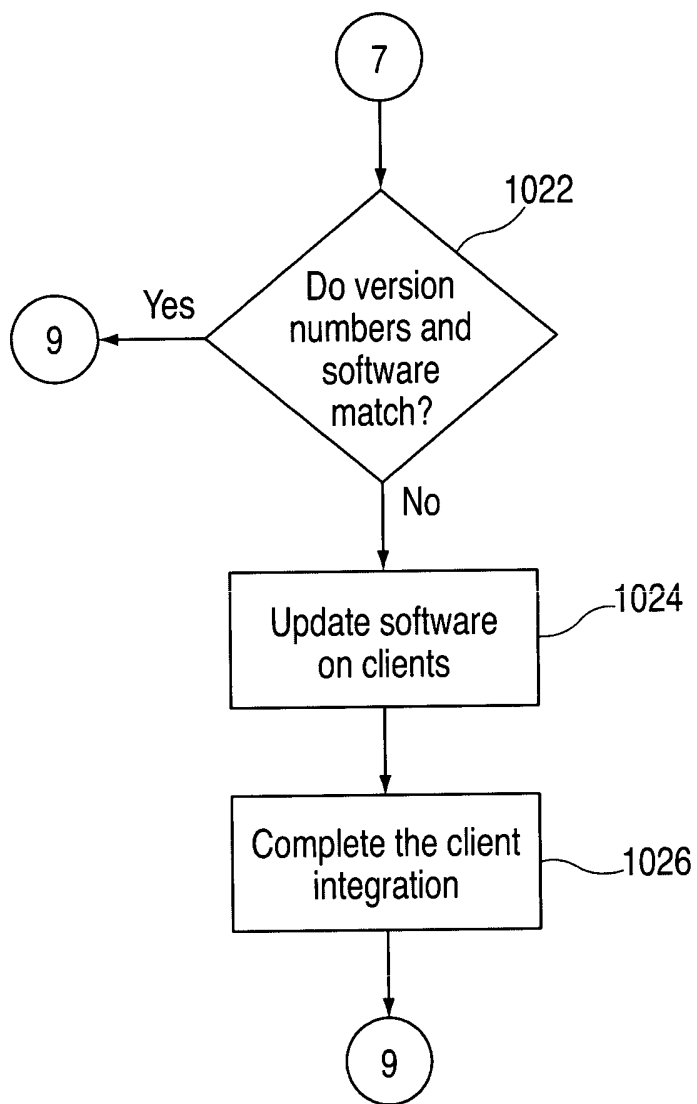 7
1022
Do version
numbers and
software
match?
Yes
9
No
Update software
on clients
1024
Complete the client
integration
1026
9